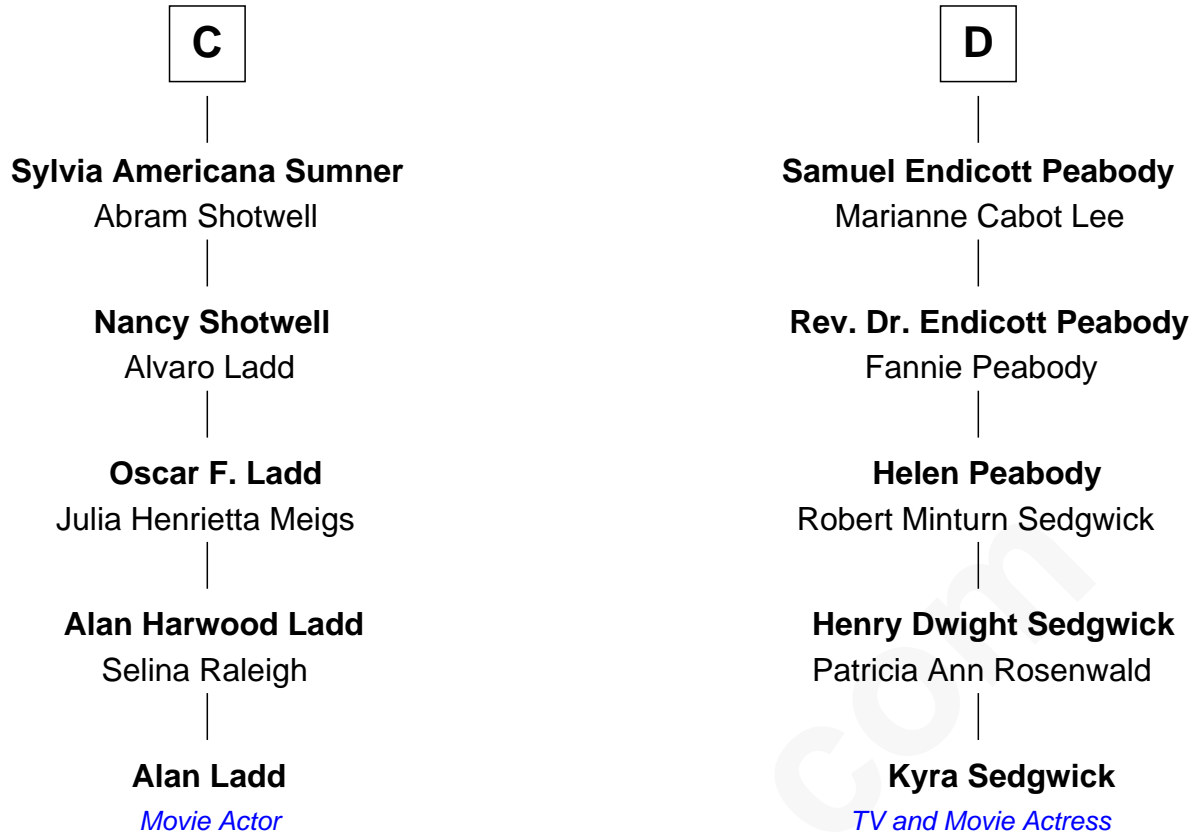 C
Sylvia Americana Sumner
Abram Shotwell
Nancy Shotwell
Alvaro Ladd
Oscar F. Ladd
Julia Henrietta Meigs
Alan Harwood Ladd
Selina Raleigh
Alan Ladd
Movie Actor
D
Samuel Endicott Peabody
Marianne Cabot Lee
Rev. Dr. Endicott Peabody
Fannie Peabody
Helen Peabody
Robert Minturn Sedgwick
Henry Dwight Sedgwick
Patricia Ann Rosenwald
Kyra Sedgwick
TV and Movie Actress
com